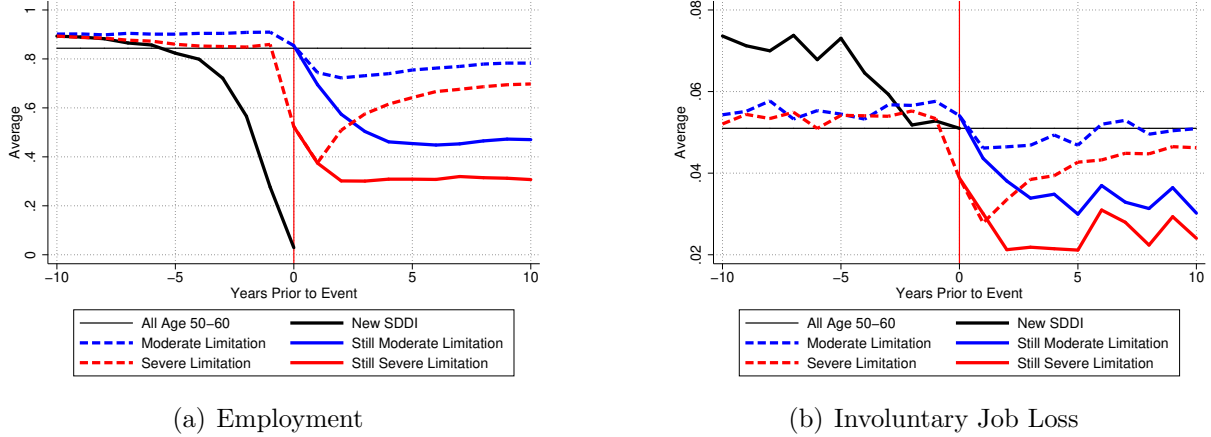 1
.8
.6
.4
.2
0
Average
−10 −5 0 5 10
Years Prior to Event
All Age 50−60 New SDDI
Moderate Limitation Still Moderate Limitation
Severe Limitation Still Severe Limitation
(a) Employment
.08
.06
.04
.02
Average
−10 −5 0 5 10
Years Prior to Event
All Age 50−60 New SDDI
Moderate Limitation Still Moderate Limitation
Severe Limitation Still Severe Limitation
(b) Involuntary Job Loss